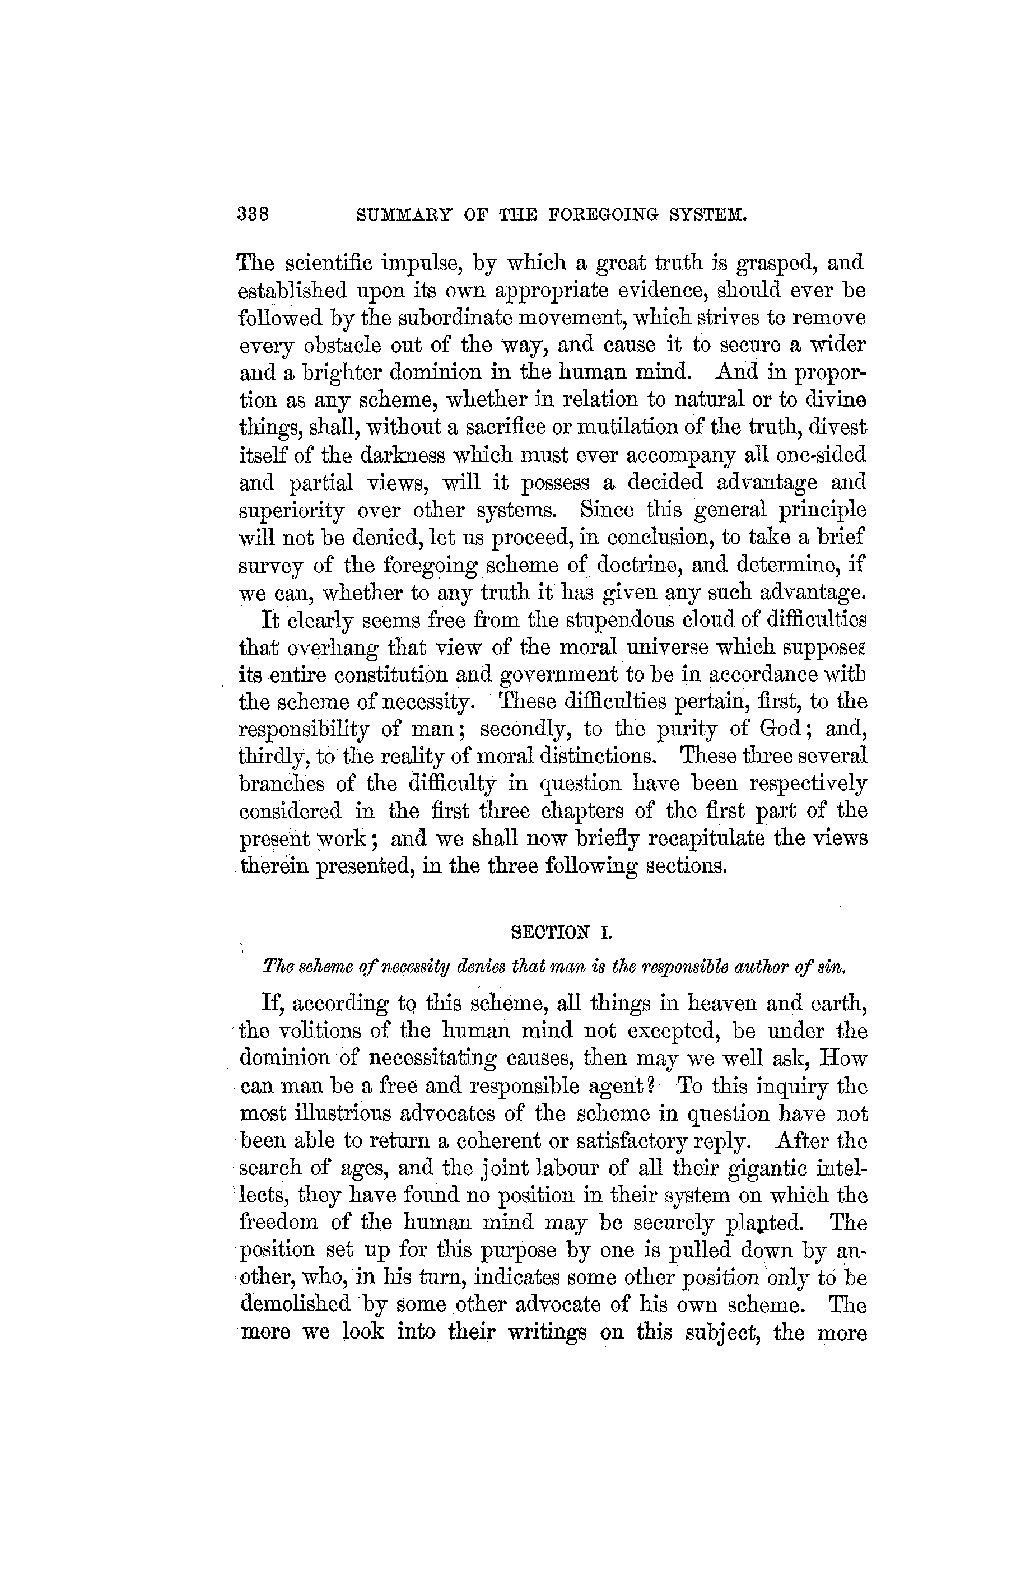 338 SUMMARY OF THE FOREGOING SYSTEM.
The scientific impulse, by which a great truth is grasped, and
established upon its own appropriate evidence, should ever be
followed by the subordinate movement, which strives to remove
every obstacle out of the way, and cause it to secure a wider
and a brighter dominion in the human mind. And in propor-
tion as any scheme, whether in relation to natural or to divine
things, shall, without a sacrifice or mutilation of the truth, divest
itself of the darkness which must ever accompany all one-sided
and partial views, will it possess a decided advantage and
superiority over other systems. Since this general principle
will not be denied, let us proceed, in conclusion, to take a brief
survey of the foregoing scheme of doctrine, and determine, if
we can, whether to any truth it has given any such advantage.
It clearly seems free from the stupendous cloud of difficulties
that overhang that view of the moral universe which supposes
its entire constitution and government to be in accordance with
the scheme of necessity. These difficulties pertain, first, to the
responsibility of man; secondly, to the purity of God; and,
thirdly, to the reality of moral distinctions. These three several
branches of the difficulty in question have been respectively
considered in the first three chapters of the first part of the
present work; and we shall now briefly recapitulate the views
therein presented, in the three following sections.
SECTION I.
The scheme of necessity denies that man is the responsible author of sin.
If, according to this scheme, all things in heaven and earth,
the volitions of the human mind not excepted, be under the
dominion of necessitating causes, then may we well ask, How
can man be a free and responsible agent? To this inquiry the
most illustrious advocates of the scheme in question have not
been able to return a coherent or satisfactory reply. After the
search of ages, and the joint labour of all their gigantic intel-
lects, they have found no position in their system on which the
freedom of the human mind may be securely planted. The
position set up for this purpose by one is pulled down by an-
other, who, in his turn, indicates some other position only to be
demolished by some other advocate of his own scheme. The
more we look into their writings on this subject, the more